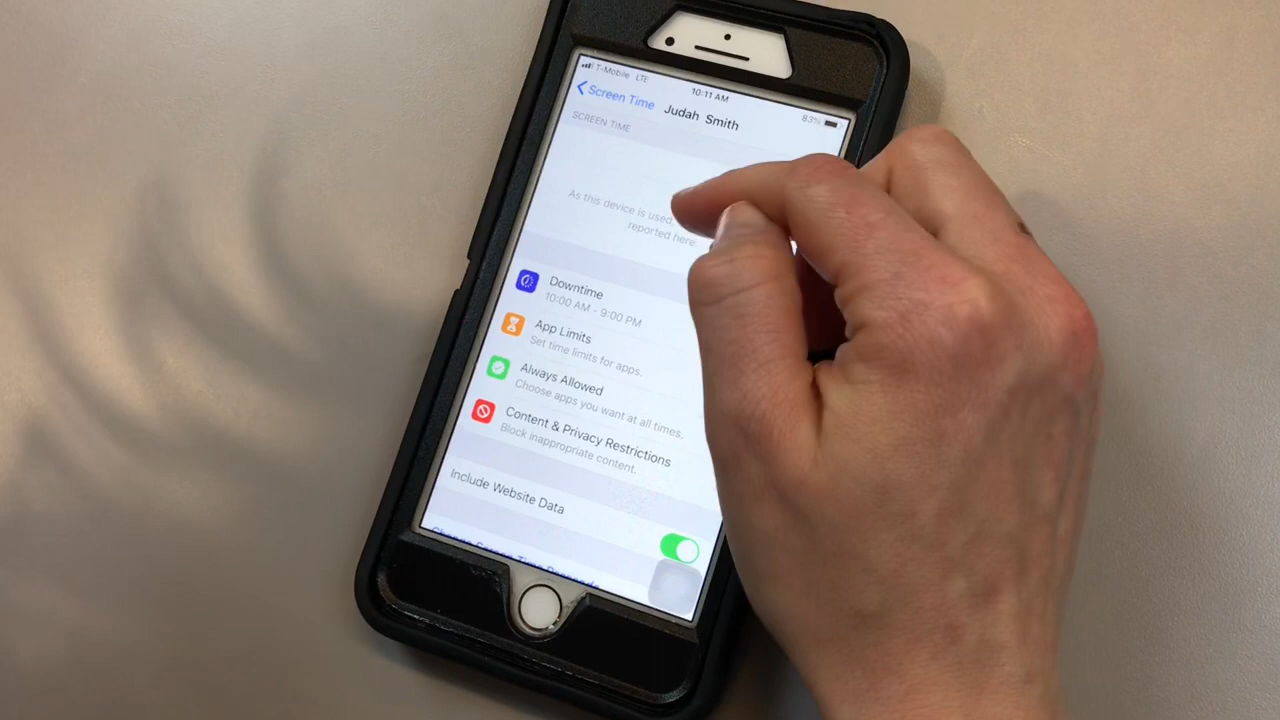 T-Mobile LTE
10:11 AM
83%
Screen Time
Judah Smith
SCREEN TIME
As this device is used,
reported here
Downtime
10:00 AM - 9:00 PM
App Limits
Set time limits for apps.
Always Allowed
Choose apps you want at all times.
Content & Privacy Restrictions
Block inappropriate content.
Include Website Data
Screen Time